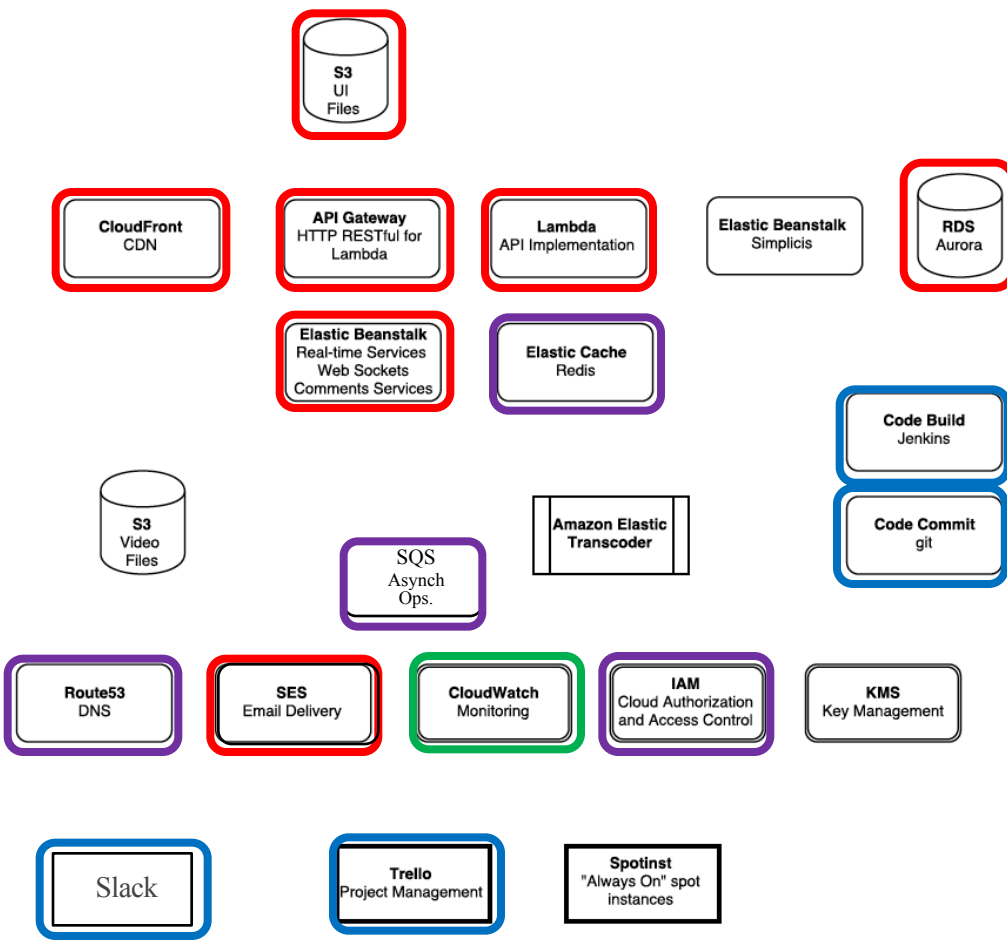 S3
UI
Files
CloudFront
CDN
API Gateway
HTTP RESTful for
Lambda
Lambda
API Implementation
Elastic Beanstalk
Simplicis
RDS
Aurora
Elastic Beanstalk
Real-time Services
Web Sockets
Comments Services
Elastic Cache
Redis
Code Build
Jenkins
S3
Video
Files
Amazon Elastic
Transcoder
Code Commit
git
SQS
Asynch
Ops.
Route53
DNS
SES
Email Delivery
CloudWatch
Monitoring
IAM
Cloud Authorization
and Access Control
KMS
Key Management
Slack
Trello
Project Management
Spotinst
"Always On" spot
instances